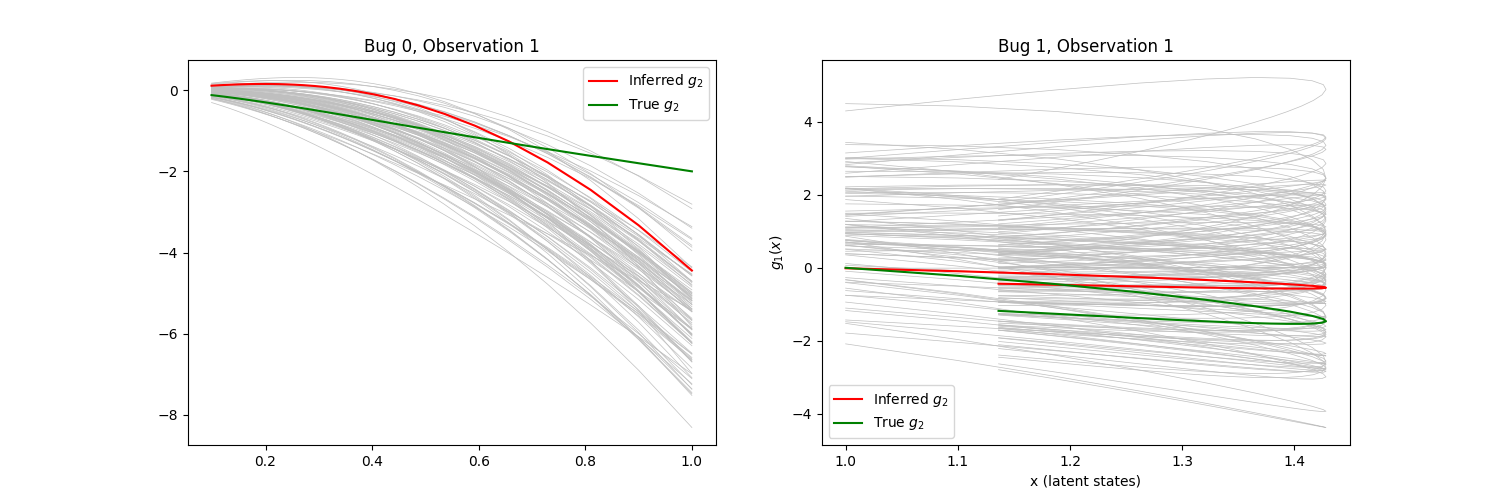 Bug 0, Observation 1
Inferred g₂
True g₂
0
−2
−4
−6
−8
0.2 0.4 0.6 0.8 1.0
Bug 1, Observation 1
g₁(x)
4
2
0
−2
−4
Inferred g₂
True g₂
1.0 1.1 1.2 1.3 1.4
x (latent states)